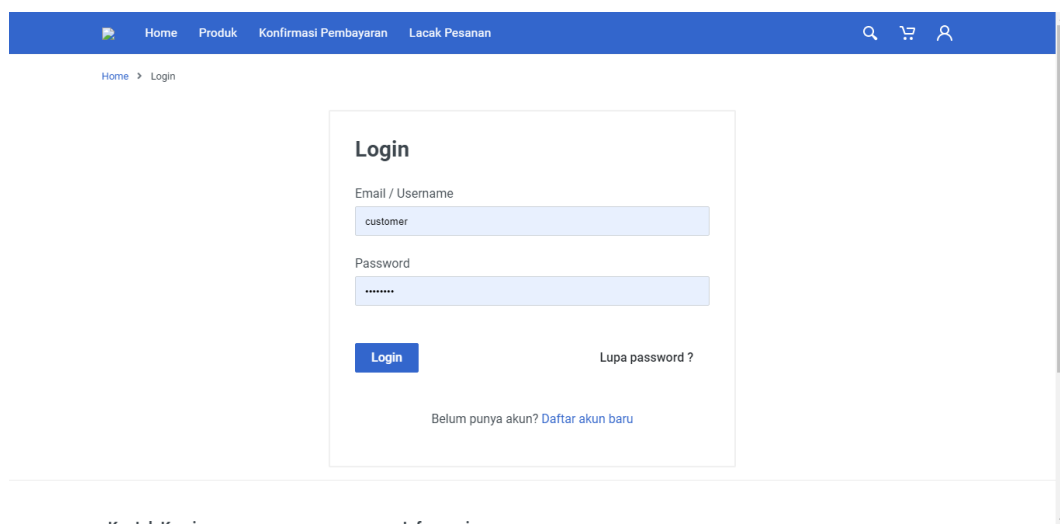 Home Produk Konfirmasi Pembayaran Lacak Pesanan
Home > Login
Login
Email / Username
customer
Password
••••••••
Login Lupa password ?
Belum punya akun? Daftar akun baru